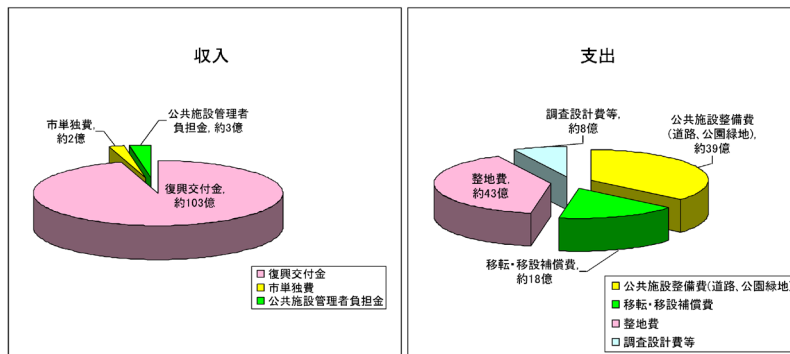 収入
市単独費,
約2億
公共施設管理者
負担金, 約3億
復興交付金,
約103億
復興交付金
市単独費
公共施設管理者負担金
支出
調査設計費等,
約8億
公共施設整備費
(道路、公園緑地),
約39億
整地費,
約43億
移転・移設補償費,
約18億
公共施設整備費(道路、公園緑地)
移転・移設補償費
整地費
調査設計費等